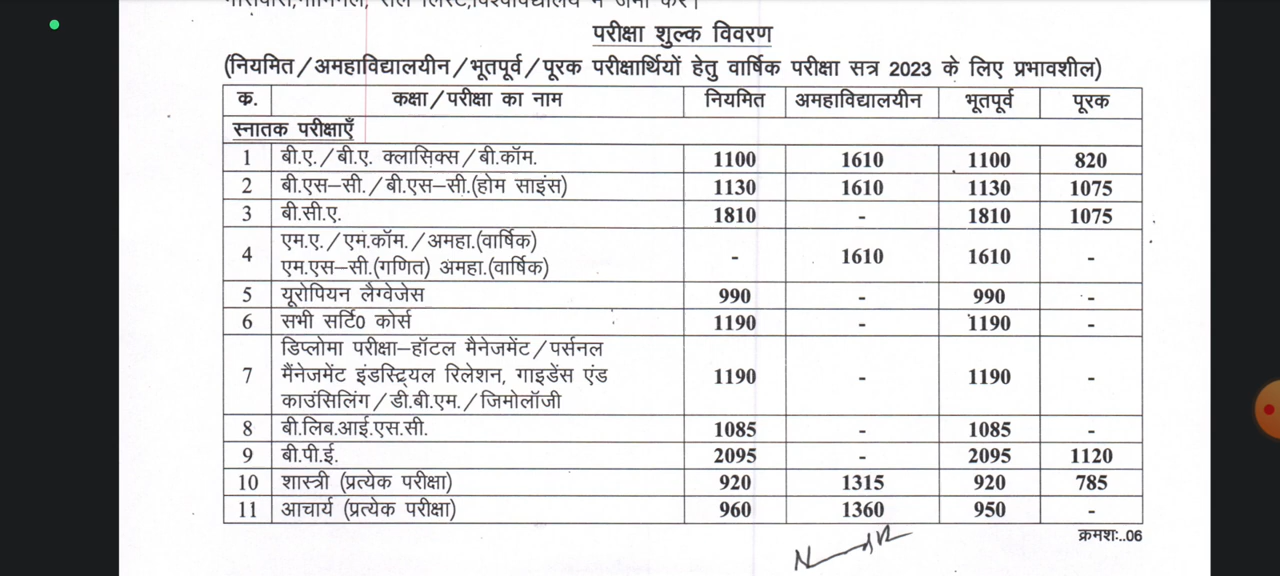 परीक्षा शुल्क विवरण
(नियमित/अमहाविद्यालयीन/भूतपूर्व/पूरक परीक्षार्थियों हेतु वार्षिक परीक्षा सत्र 2023 के लिए प्रभावशील)
क. कक्षा/परीक्षा का नाम नियमित अमहाविद्यालयीन भूतपूर्व पूरक
स्नातक परीक्षाएँ
1 बी.ए./बी.ए. क्लासिक्स/बी.कॉम. 1100 1610 1100 820
2 बी.एस-सी./बी.एस-सी.(होम साइंस) 1130 1610 1130 1075
3 बी.सी.ए. 1810 - 1810 1075
4 एम.ए./एम.कॉम./अमहा.(वार्षिक) - 1610 1610 -
एम.एस-सी.(गणित) अमहा.(वार्षिक)
5 यूरोपियन लैग्वेजेस 990 - 990 -
6 सभी सर्टि0 कोर्स 1190 - 1190 -
7 डिप्लोमा परीक्षा-हॉटल मैनेजमेंट/पर्सनल 1190 - 1190 -
मैंनेजमेंट इंडस्ट्रियल रिलेशन, गाइडेंस एंड
काउंसिलिंग/डी.बी.एम./जिमोलॉजी
8 बी.लिब.आई.एस.सी. 1085 - 1085 -
9 बी.पी.ई. 2095 - 2095 1120
10 शास्त्री (प्रत्येक परीक्षा) 920 1315 920 785
11 आचार्य (प्रत्येक परीक्षा) 960 1360 950 -
क्रमशः..06